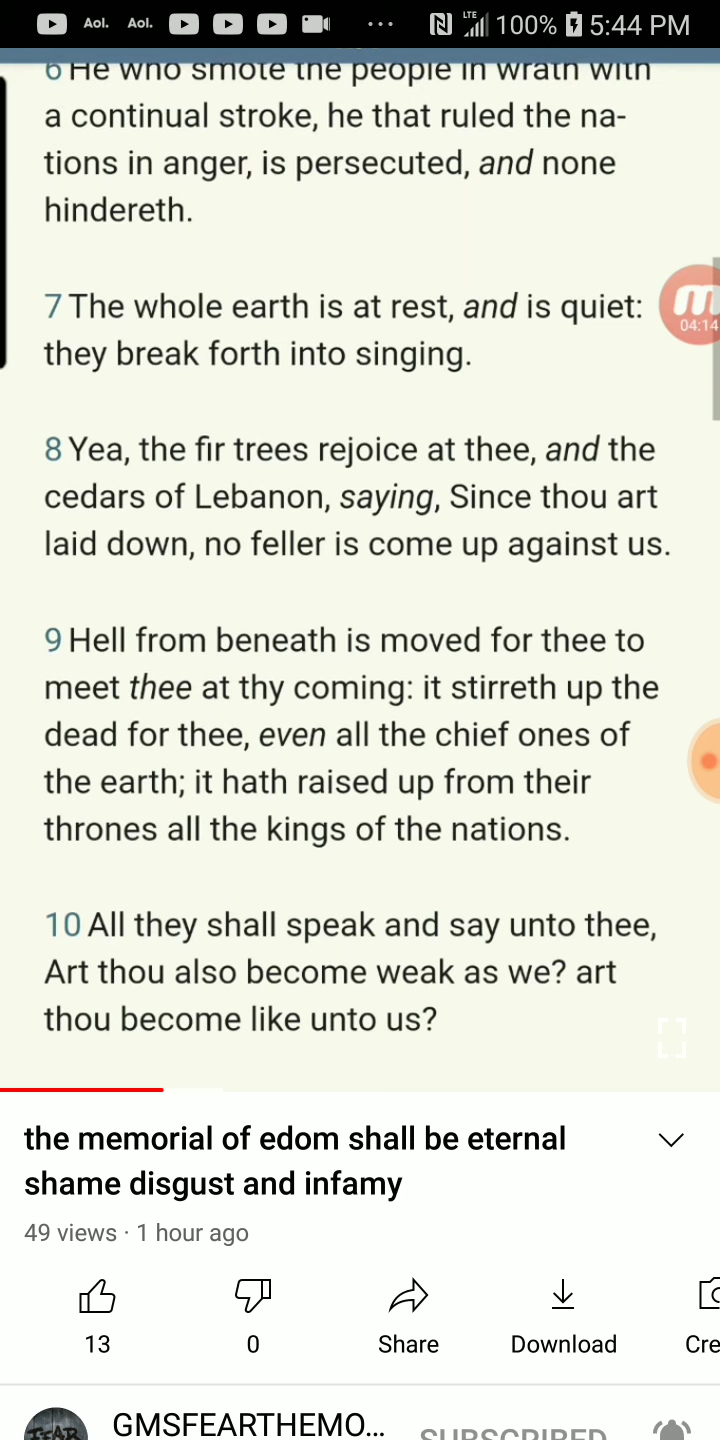 Aol. Aol. ... LTE 100% 5:44 PM
6 He who smote the people in wrath with
a continual stroke, he that ruled the na-
tions in anger, is persecuted, and none
hindereth.
7 The whole earth is at rest, and is quiet:
they break forth into singing.
m
04:14
8 Yea, the fir trees rejoice at thee, and the
cedars of Lebanon, saying, Since thou art
laid down, no feller is come up against us.
9 Hell from beneath is moved for thee to
meet thee at thy coming: it stirreth up the
dead for thee, even all the chief ones of
the earth; it hath raised up from their
thrones all the kings of the nations.
10 All they shall speak and say unto thee,
Art thou also become weak as we? art
thou become like unto us?
the memorial of edom shall be eternal
shame disgust and infamy
49 views · 1 hour ago
13 0 Share Download Cre
FEAR
GMSFEARTHEMO... SUBSCRIBED